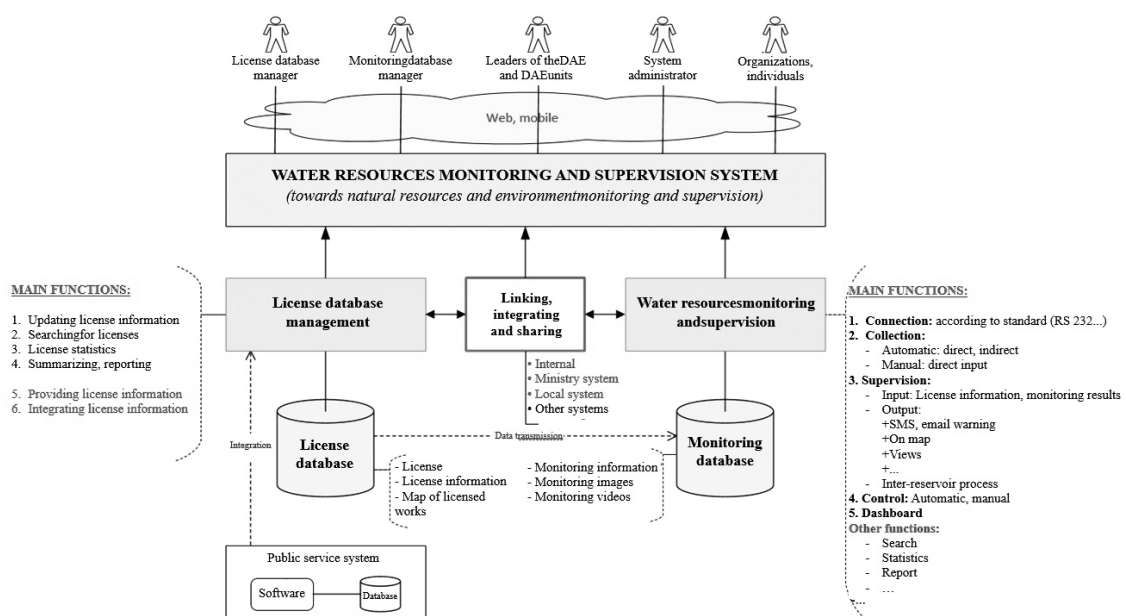 License database
manager
Monitoringdatabase
manager
Leaders of theDAE
and DAEunits
System
administrator
Organizations,
individuals
Web, mobile
WATER RESOURCES MONITORING AND SUPERVISION SYSTEM
(towards natural resources and environmentmonitoring and supervision)
MAIN FUNCTIONS:
1. Updating license information
2. Searchingfor licenses
3. License statistics
4. Summarizing, reporting
5. Providing license information
6. Integrating license information
License database
management
Linking,
integrating
and sharing
Water resourcesmonitoring
andsupervision
• Internal
• Ministry system
• Local system
• Other systems
Integration
License
database
Data transmission
Monitoring
database
- License
- License information
- Map of licensed
works
- Monitoring information
- Monitoring images
- Monitoring videos
Public service system
Software
Database
MAIN FUNCTIONS:
1. Connection: according to standard (RS 232...)
2. Collection:
- Automatic: direct, indirect
- Manual: direct input
3. Supervision:
- Input: License information, monitoring results
- Output:
+SMS, email warning
+On map
+Views
+...
- Inter-reservoir process
4. Control: Automatic, manual
5. Dashboard
Other functions:
- Search
- Statistics
- Report
- ...
....